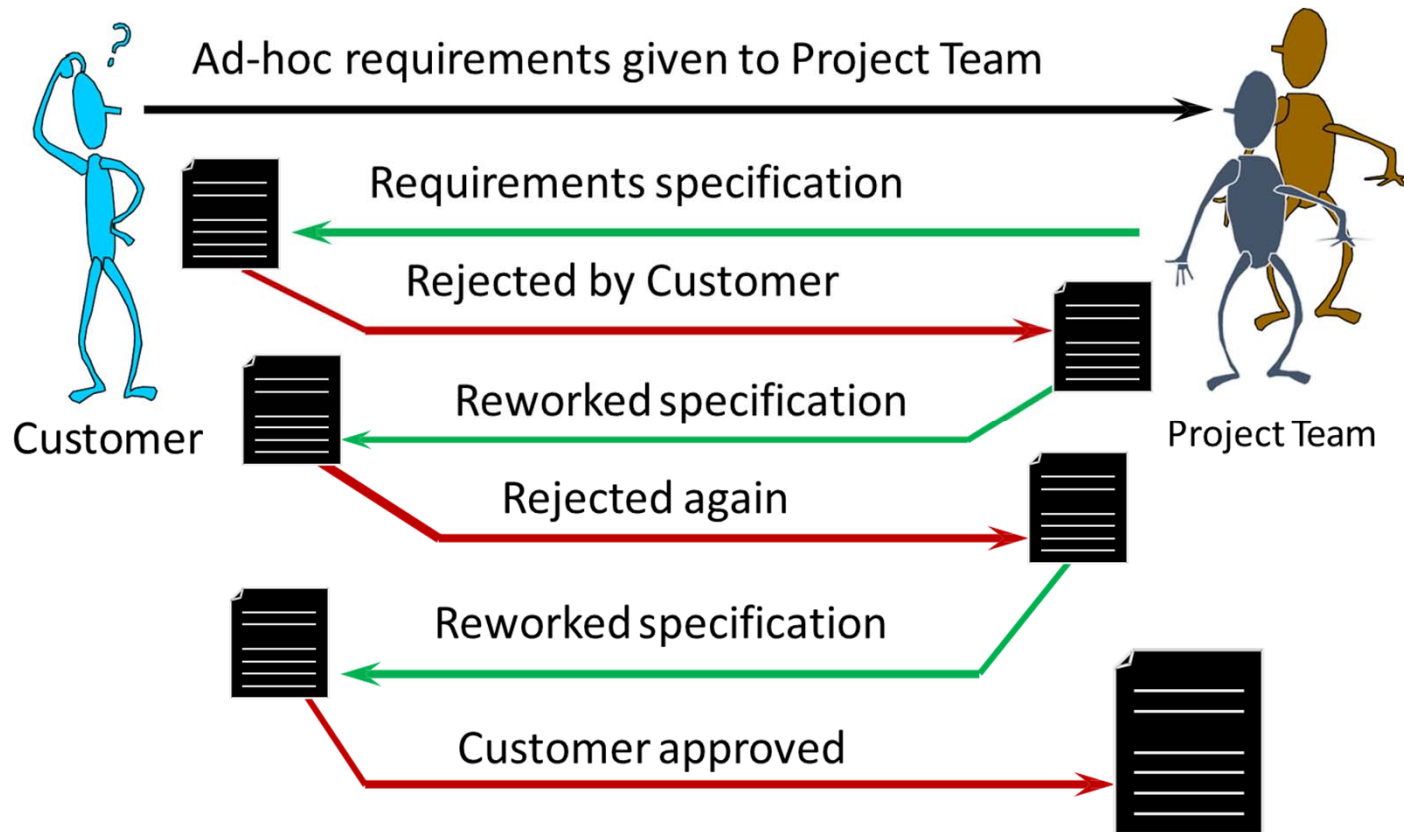 ?
Ad-hoc requirements given to Project Team
Requirements specification
Rejected by Customer
Reworked specification
Customer
Project Team
Rejected again
Reworked specification
Customer approved